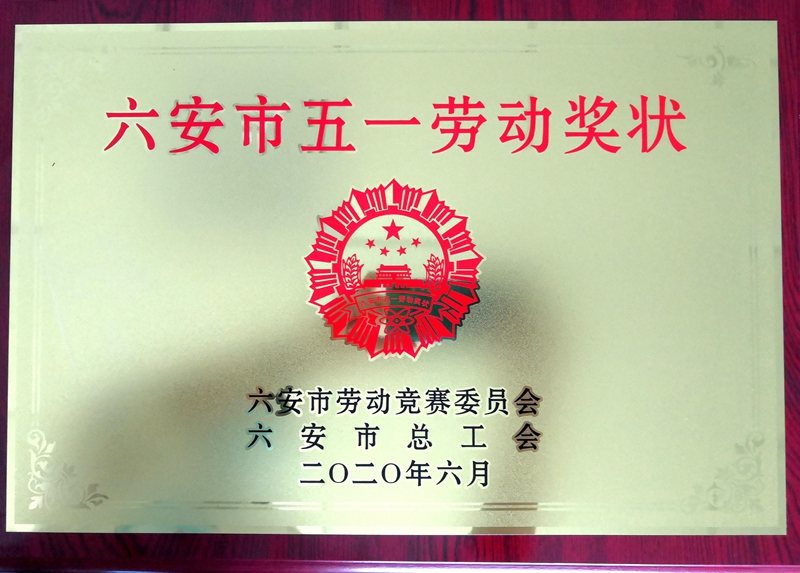 六安市五一劳动奖状
六安市劳动竞赛委员会
六安市总工会
二〇二〇年六月